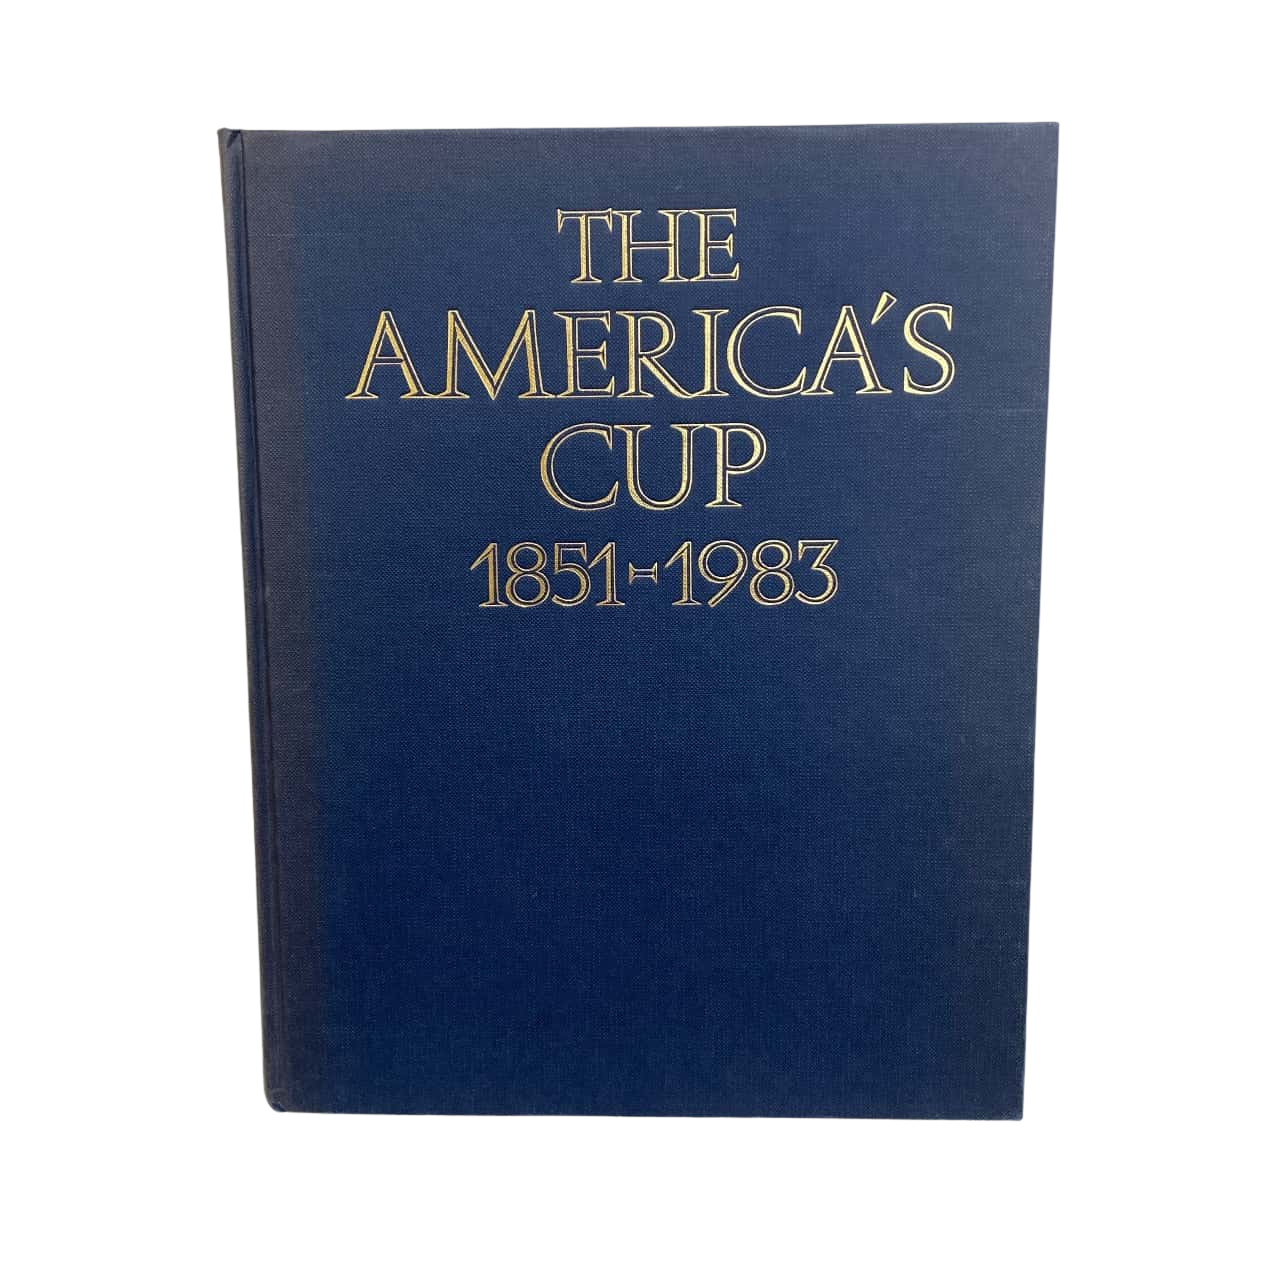 THE
AMERICA'S
CUP
1851-1983